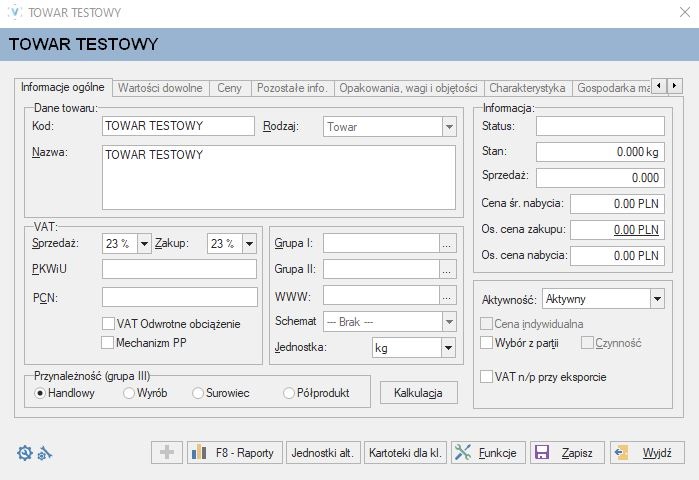 TOWAR TESTOWY
TOWAR TESTOWY
Informacje ogólne Wartości dowolne Ceny Pozostałe info. Opakowania, wagi i objętości Charakterystyka Gospodarka ma
Dane towaru:
Kod: TOWAR TESTOWY Rodzaj: Towar
Nazwa: TOWAR TESTOWY
Informacja:
Status:
Stan: 0.000 kg
Sprzedaż: 0.000
Cena śr. nabycia: 0.00 PLN
Os. cena zakupu: 0.00 PLN
Os. cena nabycia: 0.00 PLN
VAT:
Sprzedaż: 23 % Zakup: 23 %
PKWiU
PCN:
VAT Odwrotne obciążenie
Mechanizm PP
Grupa I: ...
Grupa II: ...
WWW: ...
Schemat --- Brak ---
Jednostka: kg
Aktywność: Aktywny
Cena indywidualna
Wybór z partii Czynność
VAT n/p przy eksporcie
Przynależność (grupa III)
Handlowy Wyrób Surowiec Półprodukt
Kalkulacja
F8 - Raporty Jednostki alt. Kartoteki dla kl. Funkcje Zapisz Wyjdź